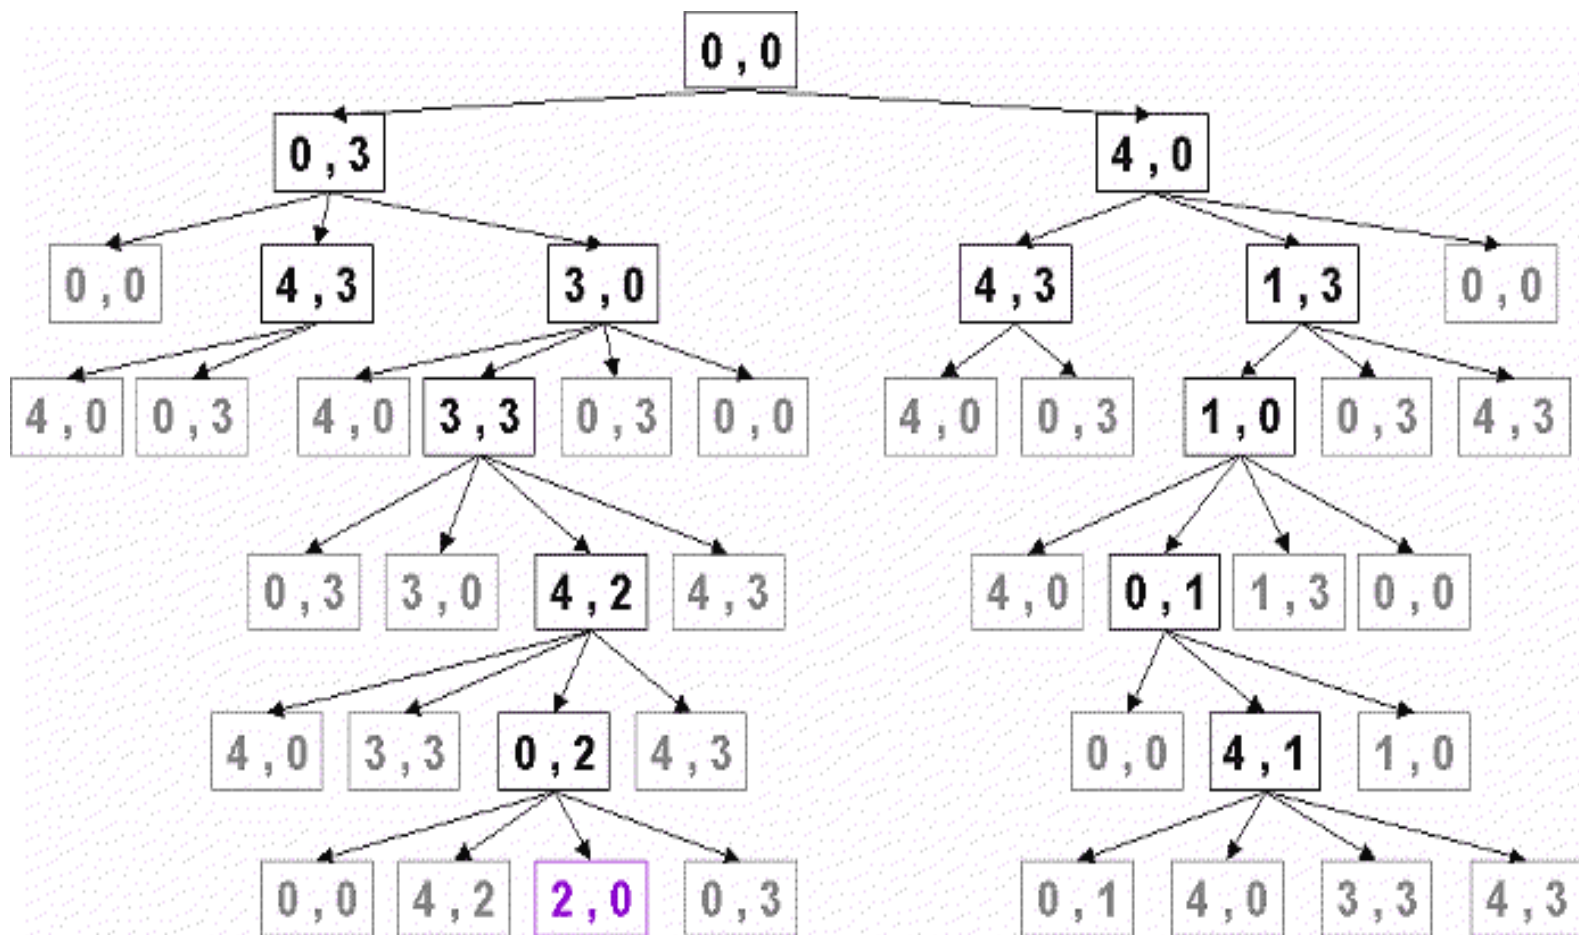 0 , 0
0 , 3 4 , 0
0 , 0 4 , 3 3 , 0 4 , 3 1 , 3 0 , 0
4 , 0 0 , 3 4 , 0 3 , 3 0 , 3 0 , 0 4 , 0 0 , 3 1 , 0 0 , 3 4 , 3
0 , 3 3 , 0 4 , 2 4 , 3 4 , 0 0 , 1 1 , 3 0 , 0
4 , 0 3 , 3 0 , 2 4 , 3 0 , 0 4 , 1 1 , 0
0 , 0 4 , 2 2 , 0 0 , 3 0 , 1 4 , 0 3 , 3 4 , 3